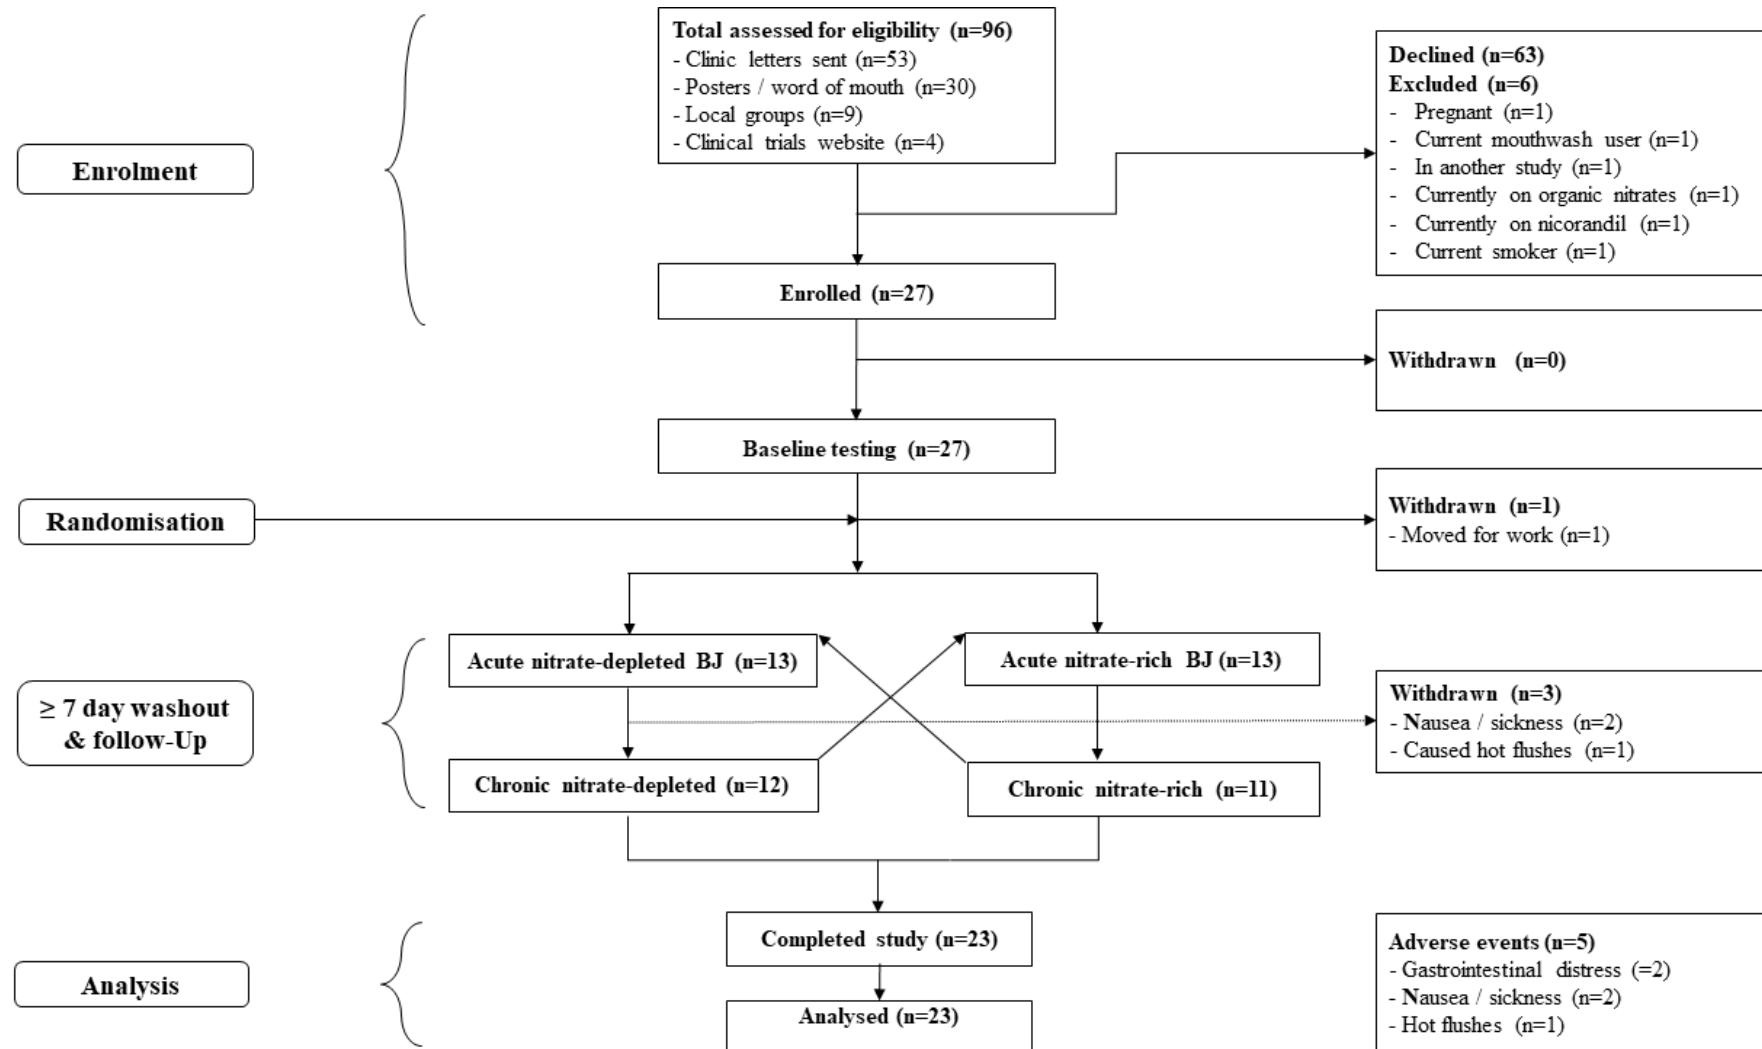 Total assessed for eligibility (n=96)
- Clinic letters sent (n=53)
- Posters / word of mouth (n=30)
- Local groups (n=9)
- Clinical trials website (n=4)
Declined (n=63)
Excluded (n=6)
- Pregnant (n=1)
- Current mouthwash user (n=1)
- In another study (n=1)
- Currently on organic nitrates (n=1)
- Currently on nicorandil (n=1)
- Current smoker (n=1)
Enrolment
Enrolled (n=27)
Withdrawn (n=0)
Baseline testing (n=27)
Randomisation
Withdrawn (n=1)
- Moved for work (n=1)
Acute nitrate-depleted BJ (n=13)
Acute nitrate-rich BJ (n=13)
≥ 7 day washout
& follow-Up
Withdrawn (n=3)
- Nausea / sickness (n=2)
- Caused hot flushes (n=1)
Chronic nitrate-depleted (n=12)
Chronic nitrate-rich (n=11)
Completed study (n=23)
Analysis
Analysed (n=23)
Adverse events (n=5)
- Gastrointestinal distress (=2)
- Nausea / sickness (n=2)
- Hot flushes (n=1)